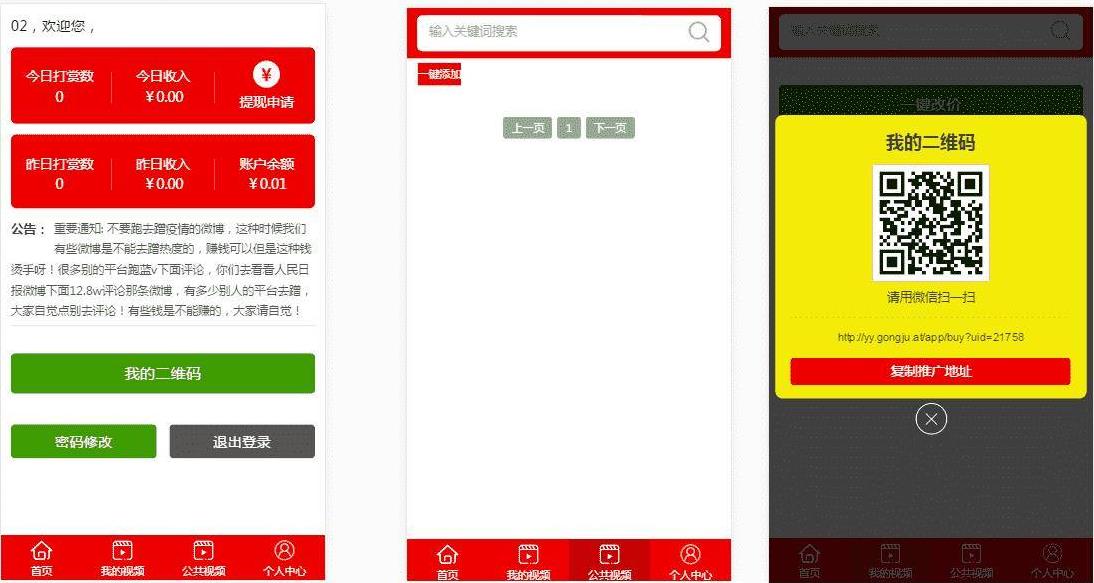 02，欢迎您，
今日打赏数
0
今日收入
￥0.00
¥
提现申请
昨日打赏数
0
昨日收入
￥0.00
账户余额
￥0.01
公告： 重要通知: 不要跑去蹭疫情的微博，这种时候我们
有些微博是不能去蹭热度的，赚钱可以但是这种钱
烫手呀！很多别的平台跑蓝v下面评论，你们去看看人民日
报微博下面12.8w评论那条微博，有多少别人的平台去蹭，
大家自觉点别去评论！有些钱是不能赚的，大家请自觉！
我的二维码
密码修改
退出登录
首页
我的视频
公共视频
个人中心
输入关键词搜索
一键添加
上一页
1
下一页
首页
我的视频
公共视频
个人中心
输入关键词搜索
一键改价
我的二维码
请用微信扫一扫
http://yy.gongju.at/app/buy?uid=21758
复制推广地址
首页
我的视频
公共视频
个人中心